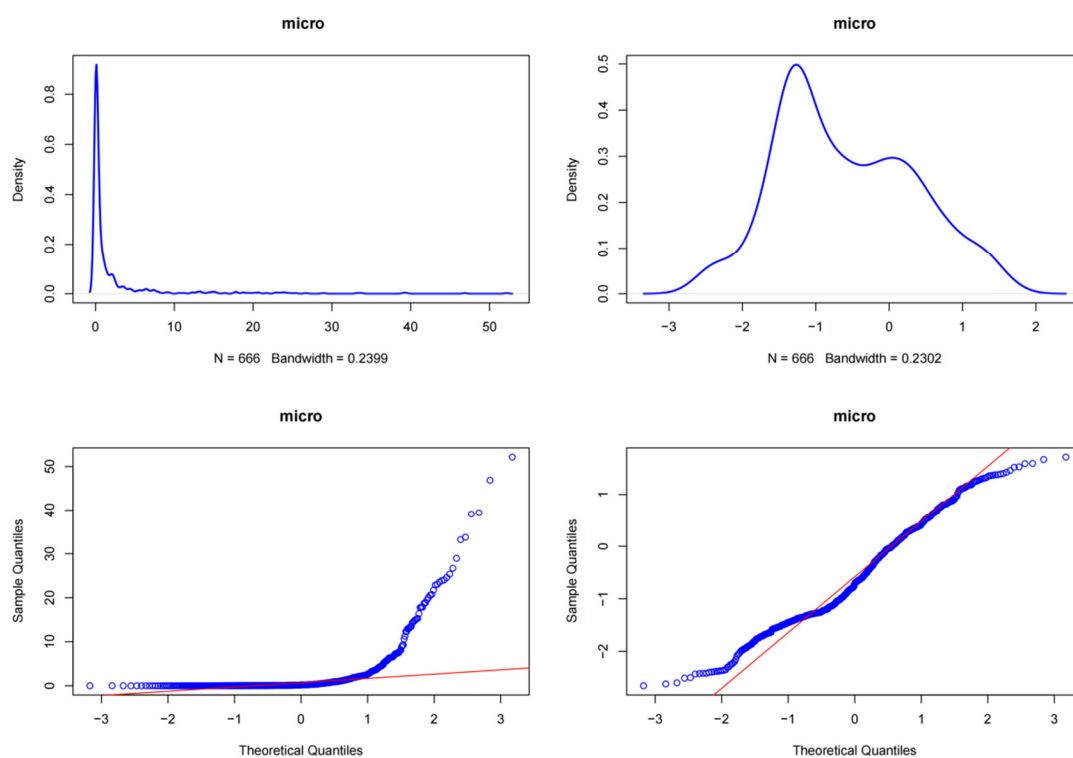 micro
Density
0.0 0.2 0.4 0.6 0.8
0 10 20 30 40 50
N = 666 Bandwidth = 0.2399
micro
Density
0.0 0.1 0.2 0.3 0.4 0.5
−3 −2 −1 0 1 2
N = 666 Bandwidth = 0.2302
micro
Sample Quantiles
0 10 20 30 40 50
−3 −2 −1 0 1 2 3
Theoretical Quantiles
micro
Sample Quantiles
−2 −1 0 1
−3 −2 −1 0 1 2 3
Theoretical Quantiles